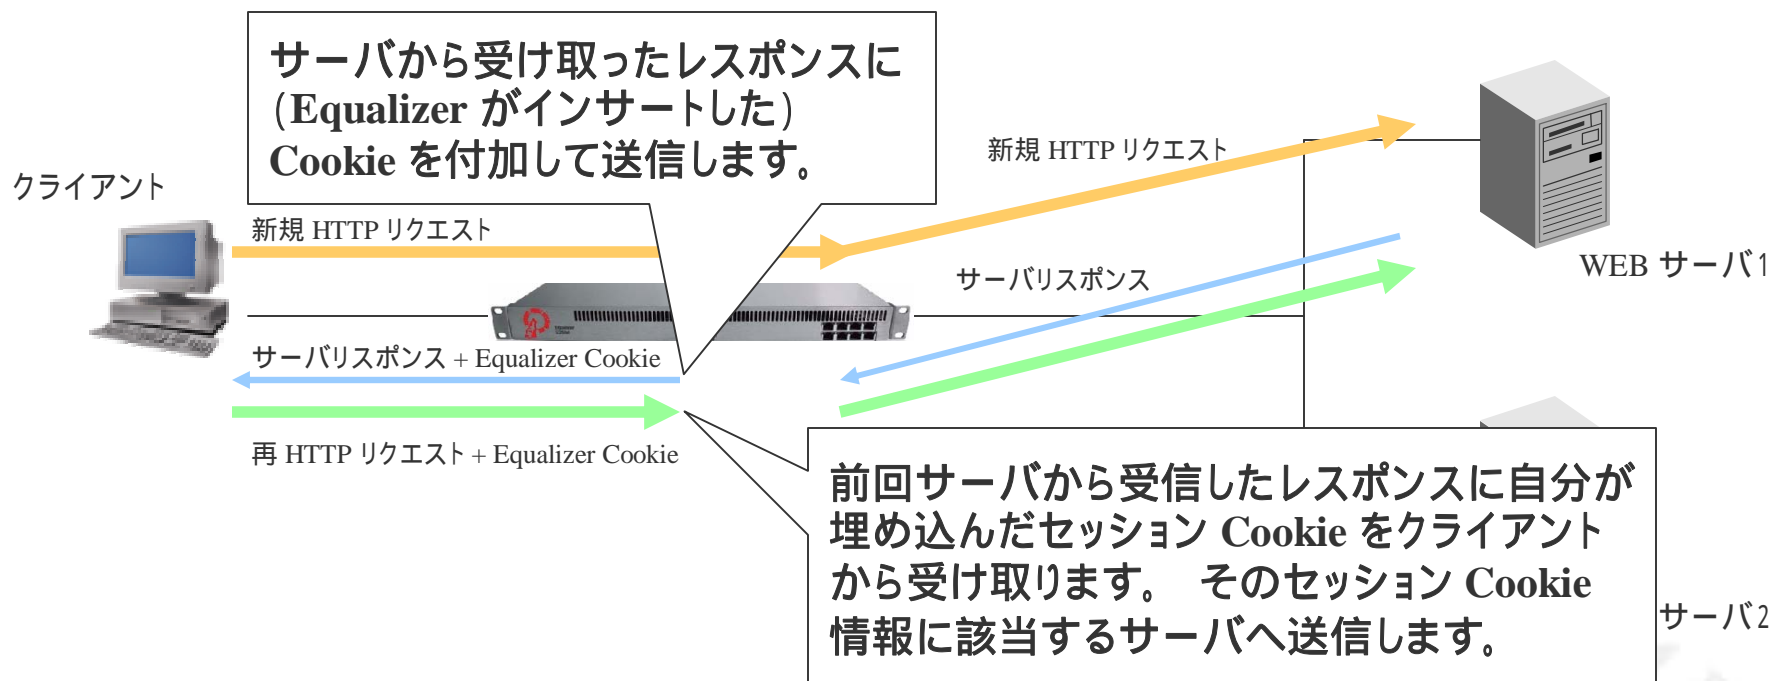 サーバから受け取ったレスポンスに
(Equalizer がインサートした)
Cookie を付加して送信します。
新規 HTTP リクエスト
クライアント
新規 HTTP リクエスト
WEB サーバ1
サーバリスポンス
サーバリスポンス + Equalizer Cookie
再 HTTP リクエスト + Equalizer Cookie
前回サーバから受信したレスポンスに自分が
埋め込んだセッション Cookie をクライアント
から受け取ります。 そのセッション Cookie
情報に該当するサーバへ送信します。
サーバ2